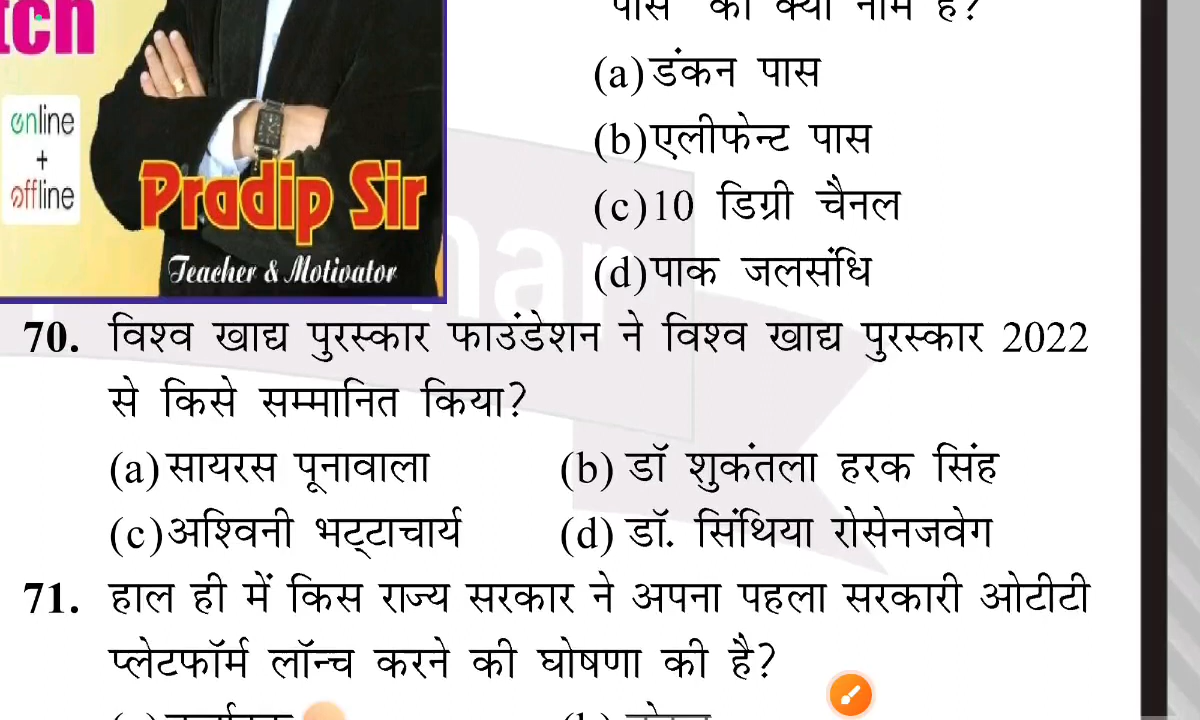 tch
online
+
offline
Pradip Sir
Teacher & Motivator
पास की क्या नाम है?
(a) डंकन पास
(b) एलीफेन्ट पास
(c) 10 डिग्री चैनल
(d) पाक जलसंधि
70. विश्व खाद्य पुरस्कार फाउंडेशन ने विश्व खाद्य पुरस्कार 2022
से किसे सम्मानित किया?
(a) सायरस पूनावाला (b) डॉ शुकंतला हरक सिंह
(c) अश्विनी भट्टाचार्य (d) डॉ. सिंथिया रोसेनजवेग
71. हाल ही में किस राज्य सरकार ने अपना पहला सरकारी ओटीटी
प्लेटफॉर्म लॉन्च करने की घोषणा की है?